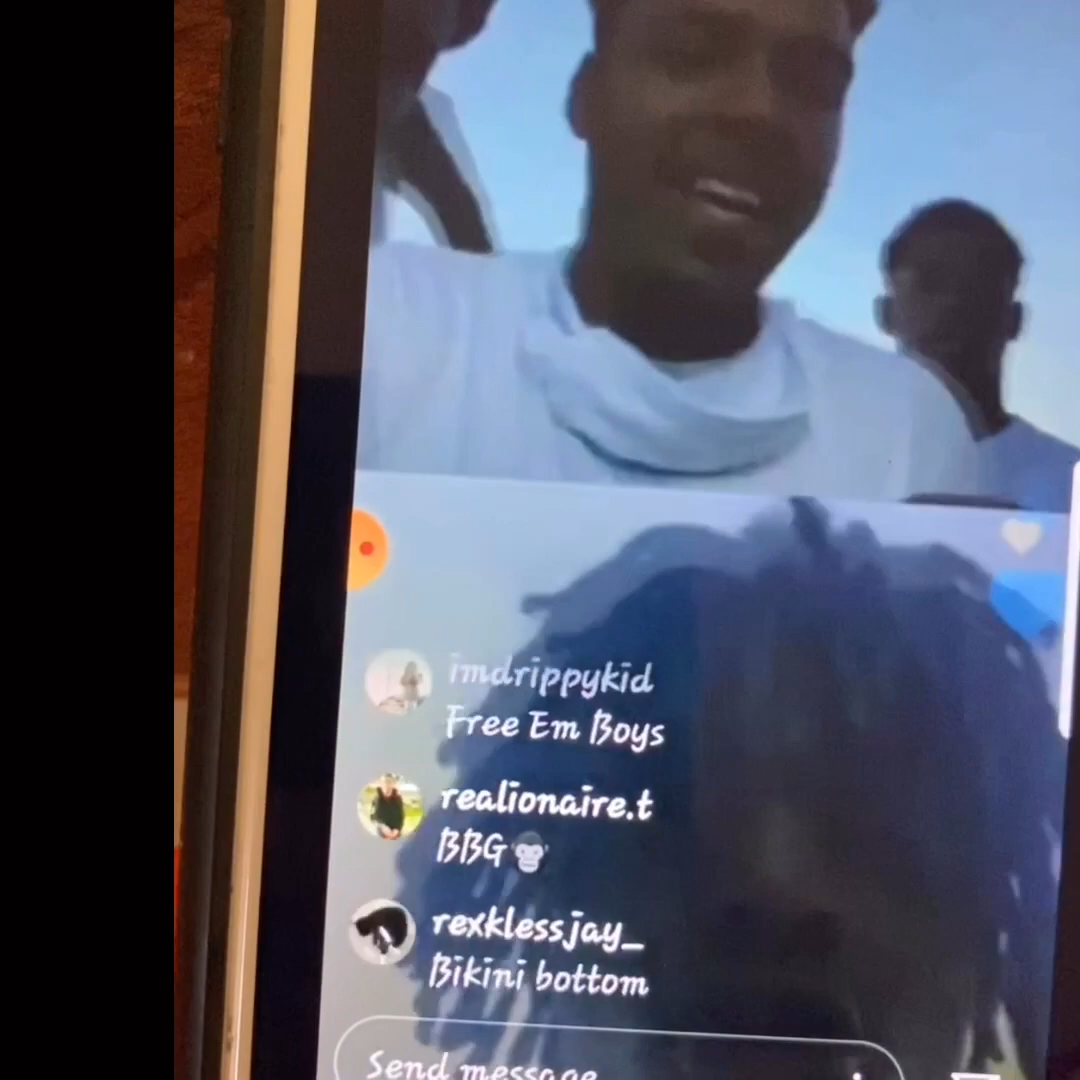 imdrippykid
Free Em Boys
realionaire.t
BBG🐵
rexklessjay_
Bikini bottom
Send message